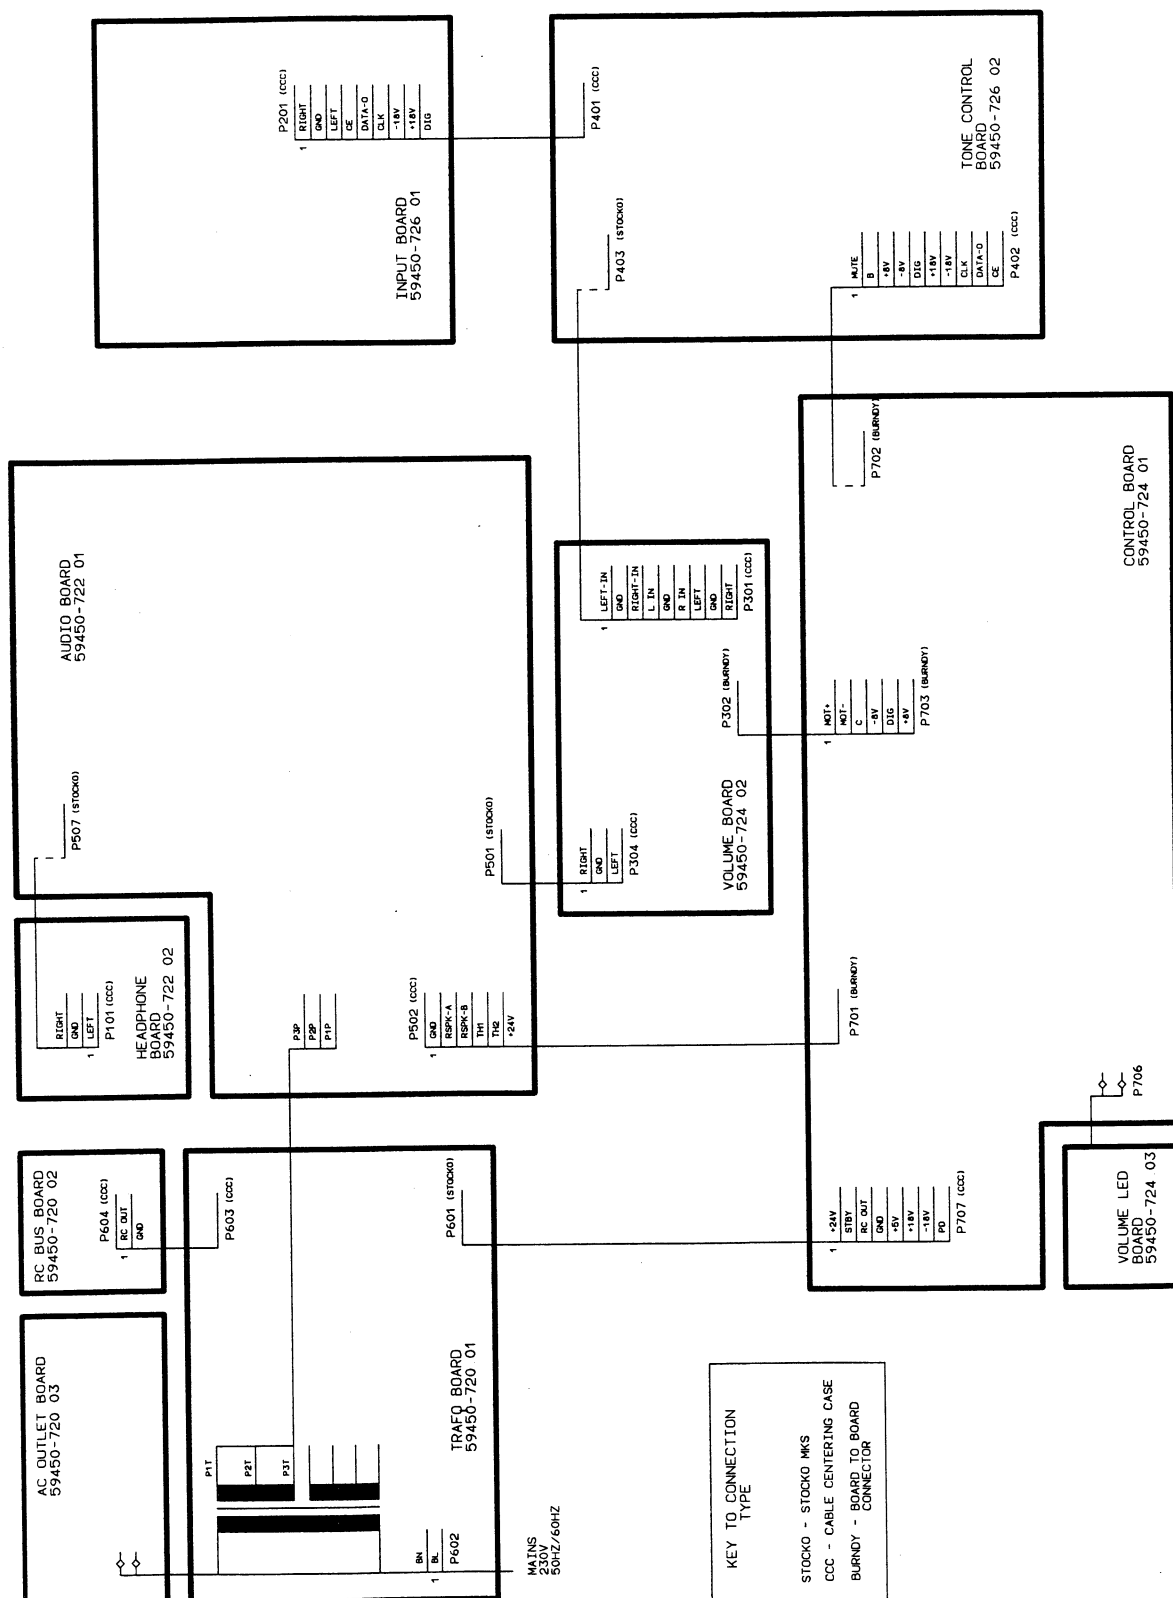 AC OUTLET BOARD
59450-720 03
RC BUS BOARD
59450-720 02
P604 (CCC)
1
RC OUT
GND
P603 (CCC)
HEADPHONE
BOARD
59450-722 02
RIGHT
GND
LEFT
1
P101 (CCC)
P507 (STOCKO)
AUDIO BOARD
59450-722 01
P3P
P2P
P1P
P502 (CCC)
1
GND
RSPK-A
RSPK-B
TH1
TH2
+24V
P501 (STOCKO)
INPUT BOARD
59450-726 01
P201 (CCC)
1
RIGHT
GND
LEFT
CE
DATA-O
CLK
-18V
+18V
DIG
TONE CONTROL
BOARD
59450-726 02
P401 (CCC)
P403 (STOCKO)
1
MUTE
B
+8V
-8V
DIG
+18V
-18V
CLK
DATA-O
CE
P402 (CCC)
TRAFO BOARD
59450-720 01
P1T
P2T
P3T
P601 (STOCKO)
BN
BL
1
P602
MAINS
230V
50HZ/60HZ
VOLUME BOARD
59450-724 02
1
RIGHT
GND
LEFT
P304 (CCC)
P302 (BURNDY)
1
LEFT-IN
GND
RIGHT-IN
L IN
GND
R IN
LEFT
GND
RIGHT
P301 (CCC)
CONTROL BOARD
59450-724 01
P701 (BURNDY)
P702 (BURNDY)
1
MOT+
MOT-
C
-8V
DIG
+8V
P703 (BURNDY)
1
+24V
STBY
RC OUT
GND
+5V
+18V
-18V
PD
P707 (CCC)
P706
VOLUME LED
BOARD
59450-724 03
KEY TO CONNECTION
TYPE
STOCKO - STOCKO MKS
CCC - CABLE CENTERING CASE
BURNDY - BOARD TO BOARD
CONNECTOR